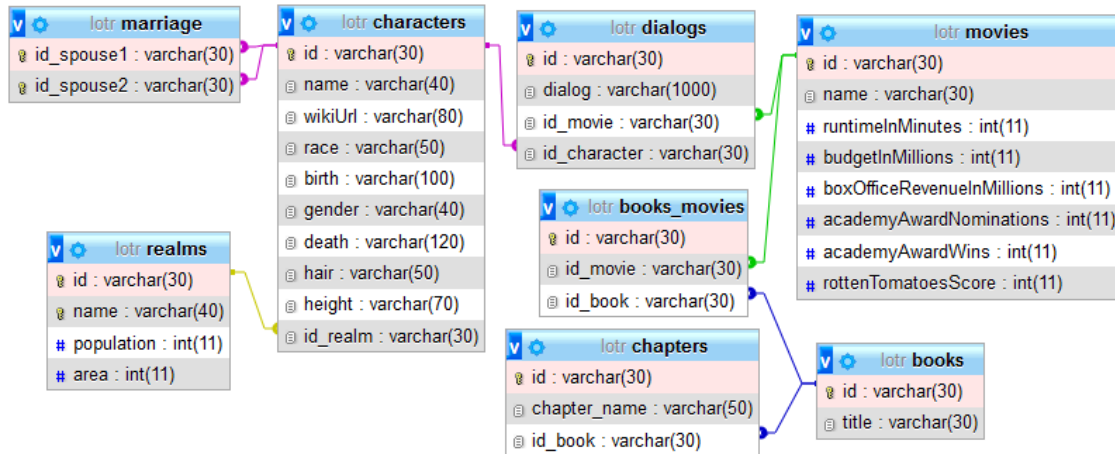 lotr marriage
id_spouse1 : varchar(30)
id_spouse2 : varchar(30)
lotr characters
id : varchar(30)
name : varchar(40)
wikiUrl : varchar(80)
race : varchar(50)
birth : varchar(100)
gender : varchar(40)
death : varchar(120)
hair : varchar(50)
height : varchar(70)
id_realm : varchar(30)
lotr dialogs
id : varchar(30)
dialog : varchar(1000)
id_movie : varchar(30)
id_character : varchar(30)
lotr movies
id : varchar(30)
name : varchar(30)
# runtimeInMinutes : int(11)
# budgetInMillions : int(11)
# boxOfficeRevenueInMillions : int(11)
# academyAwardNominations : int(11)
# academyAwardWins : int(11)
# rottenTomatoesScore : int(11)
lotr books_movies
id : varchar(30)
id_movie : varchar(30)
id_book : varchar(30)
lotr realms
id : varchar(30)
name : varchar(40)
# population : int(11)
# area : int(11)
lotr chapters
id : varchar(30)
chapter_name : varchar(50)
id_book : varchar(30)
lotr books
id : varchar(30)
title : varchar(30)